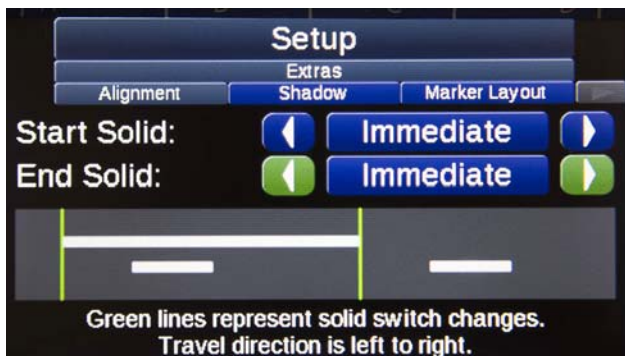 Setup
Extras
Alignment Shadow Marker Layout
Start Solid: Immediate
End Solid: Immediate
Green lines represent solid switch changes.
Travel direction is left to right.